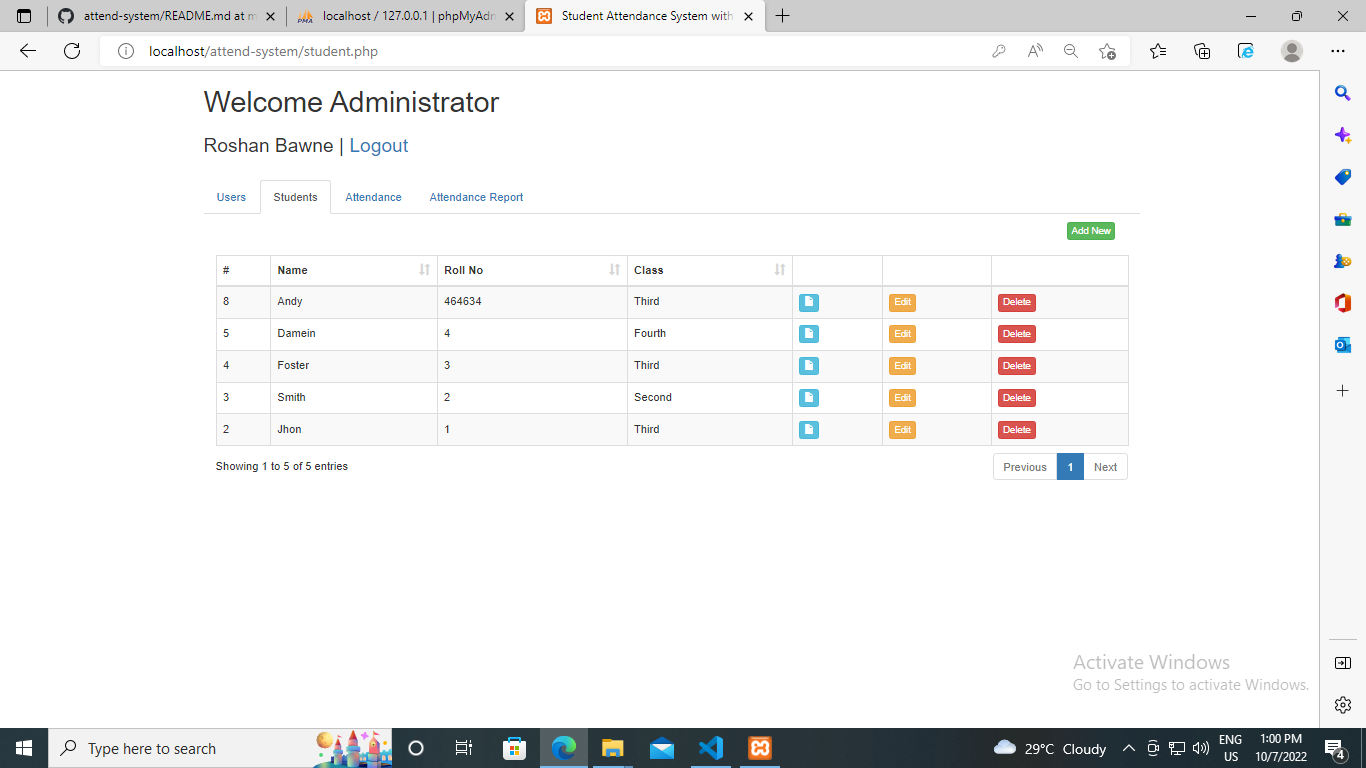 attend-system/README.md at m
localhost / 127.0.0.1 | phpMyAdn
Student Attendance System with
localhost/attend-system/student.php
Welcome Administrator
Roshan Bawne | Logout
Users Students Attendance Attendance Report
Add New
# Name Roll No Class
8 Andy 464634 Third Edit Delete
5 Damein 4 Fourth Edit Delete
4 Foster 3 Third Edit Delete
3 Smith 2 Second Edit Delete
2 Jhon 1 Third Edit Delete
Showing 1 to 5 of 5 entries
Previous 1 Next
Activate Windows
Go to Settings to activate Windows.
Type here to search
29°C Cloudy
ENG
US
1:00 PM
10/7/2022
4